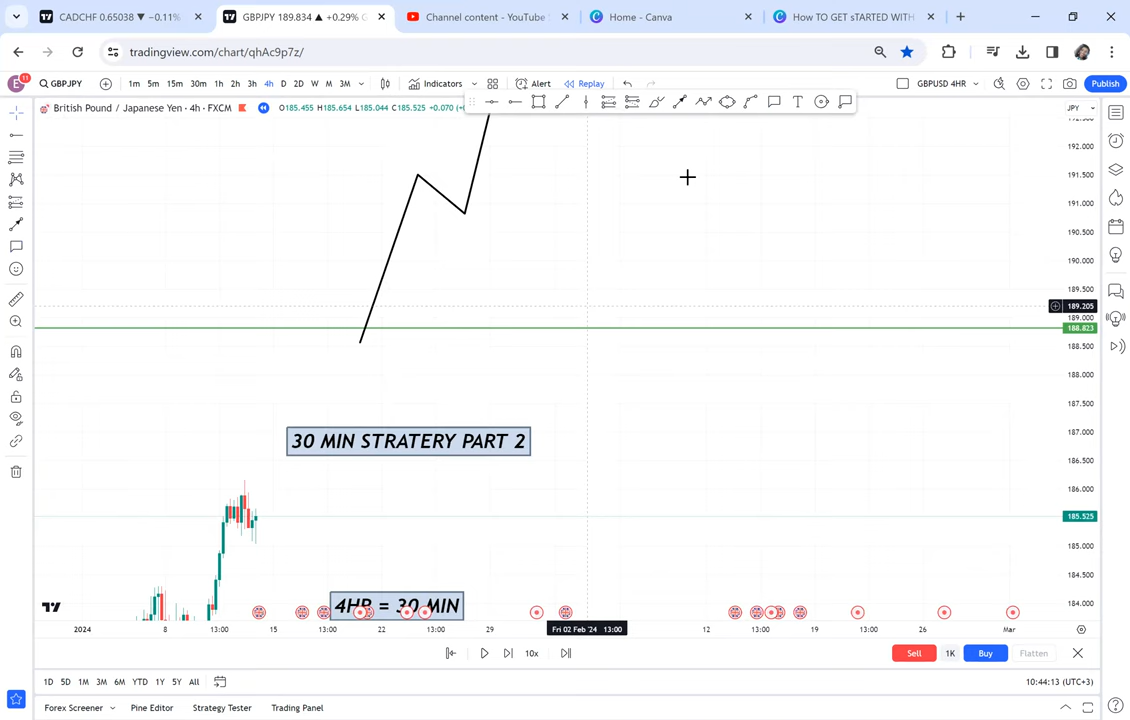 CADCHF 0.65038 ▼ −0.11%
GBPJPY 189.834 ▲ +0.29%
Channel content - YouTube
Home - Canva
How TO GET sTARTED WITH
tradingview.com/chart/qhAc9p7z/
E
11
GBPJPY
1m 5m 15m 30m 1h 2h 3h 4h D 2D W M 3M
Indicators
Alert
Replay
GBPUSD 4HR
Publish
British Pound / Japanese Yen · 4h · FXCM
O185.455 H185.654 L185.044 C185.525 +0.070
JPY
192.000
191.500
191.000
190.500
190.000
189.500
189.205
189.000
188.823
188.500
188.000
187.500
187.000
186.500
186.000
185.525
185.000
184.500
184.000
30 MIN STRATERY PART 2
4HR = 30 MIN
2024 8 13:00 15 13:00 22 13:00 29 Fri 02 Feb '24 13:00 12 13:00 19 13:00 26 Mar
10x
Sell 1K Buy Flatten
1D 5D 1M 3M 6M YTD 1Y 5Y All
10:44:13 (UTC+3)
Forex Screener Pine Editor Strategy Tester Trading Panel